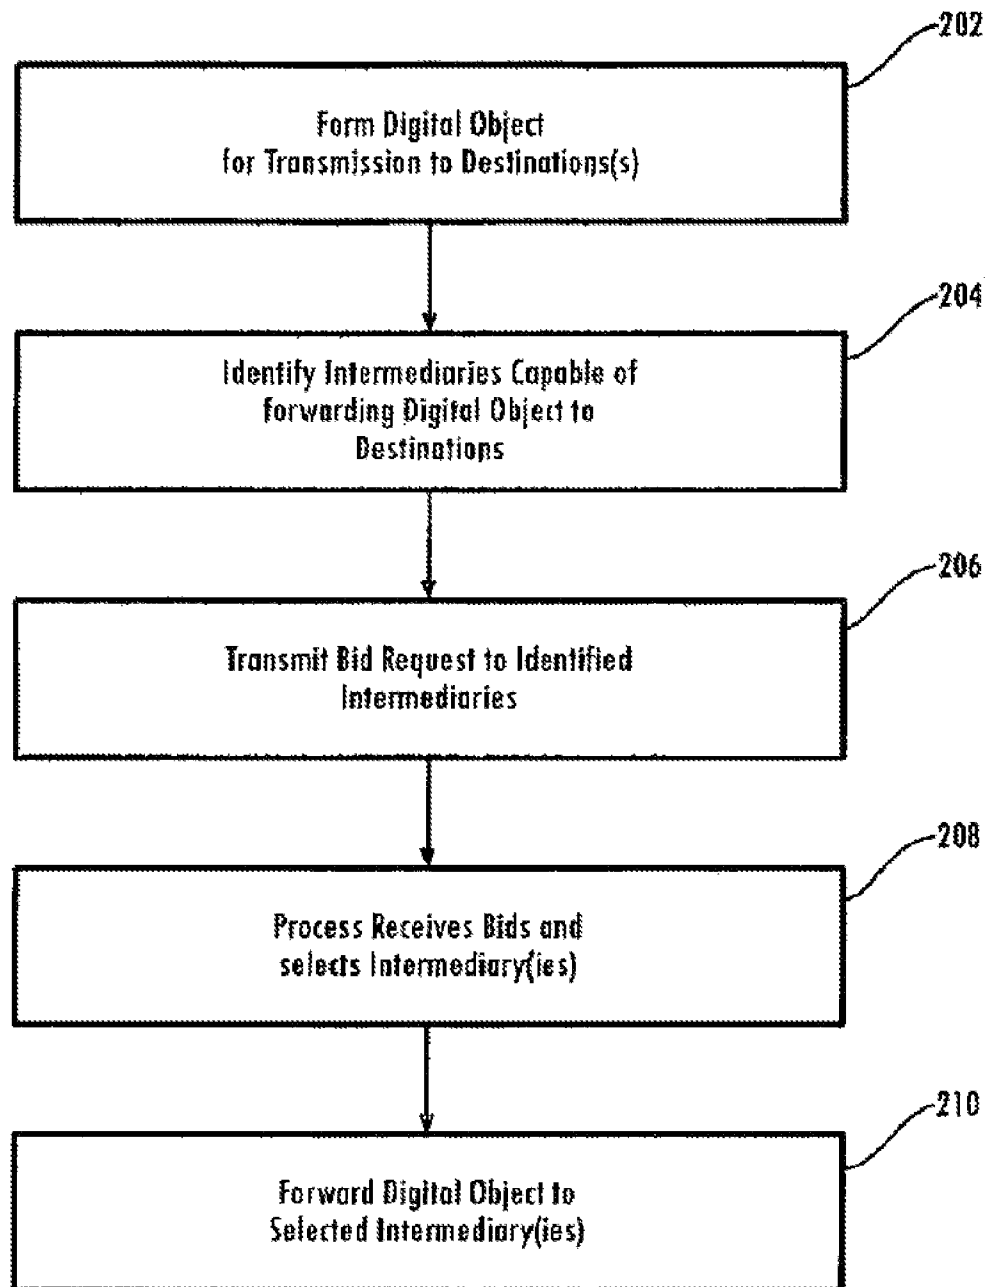 202
Form Digital Object
for Transmission to Destinations(s)
204
Identify Intermediaries Capable of
forwarding Digital Object to
Destinations
206
Transmit Bid Request to Identified
Intermediaries
208
Process Receives Bids and
selects Intermediary(ies)
210
Forward Digital Object to
Selected Intermediary(ies)